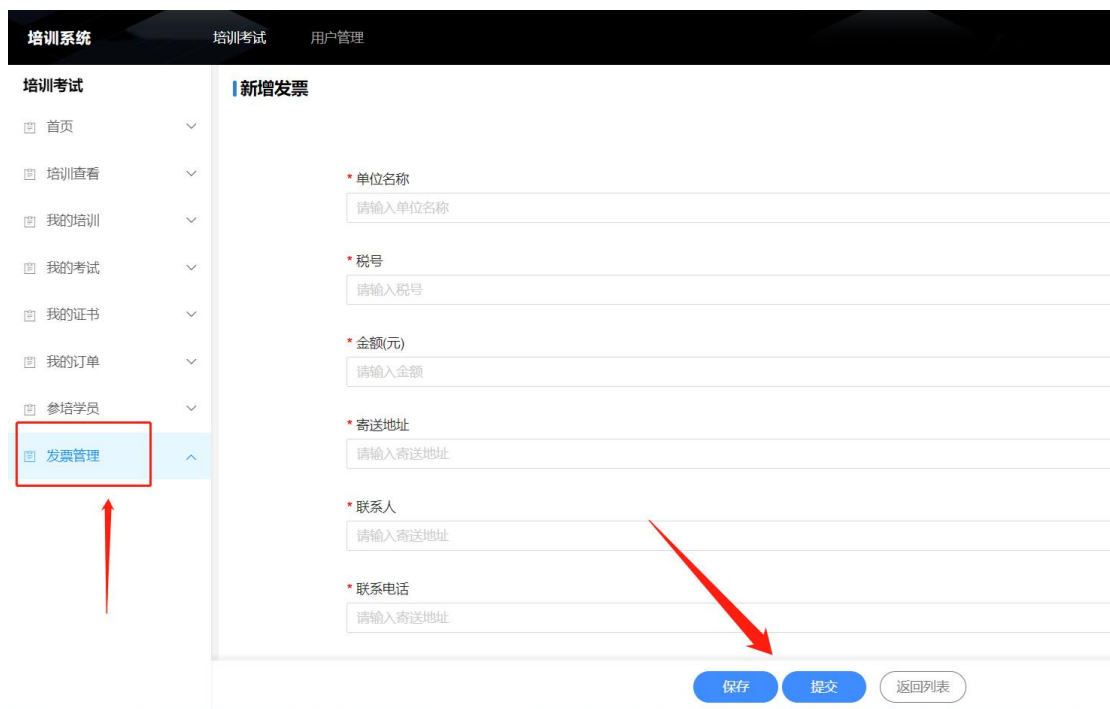 培训系统 培训考试 用户管理
培训考试
首页
培训查看
我的培训
我的考试
我的证书
我的订单
参培学员
发票管理
新增发票
* 单位名称
请输入单位名称
* 税号
请输入税号
* 金额(元)
请输入金额
* 寄送地址
请输入寄送地址
* 联系人
请输入寄送地址
* 联系电话
请输入寄送地址
保存 提交 返回列表